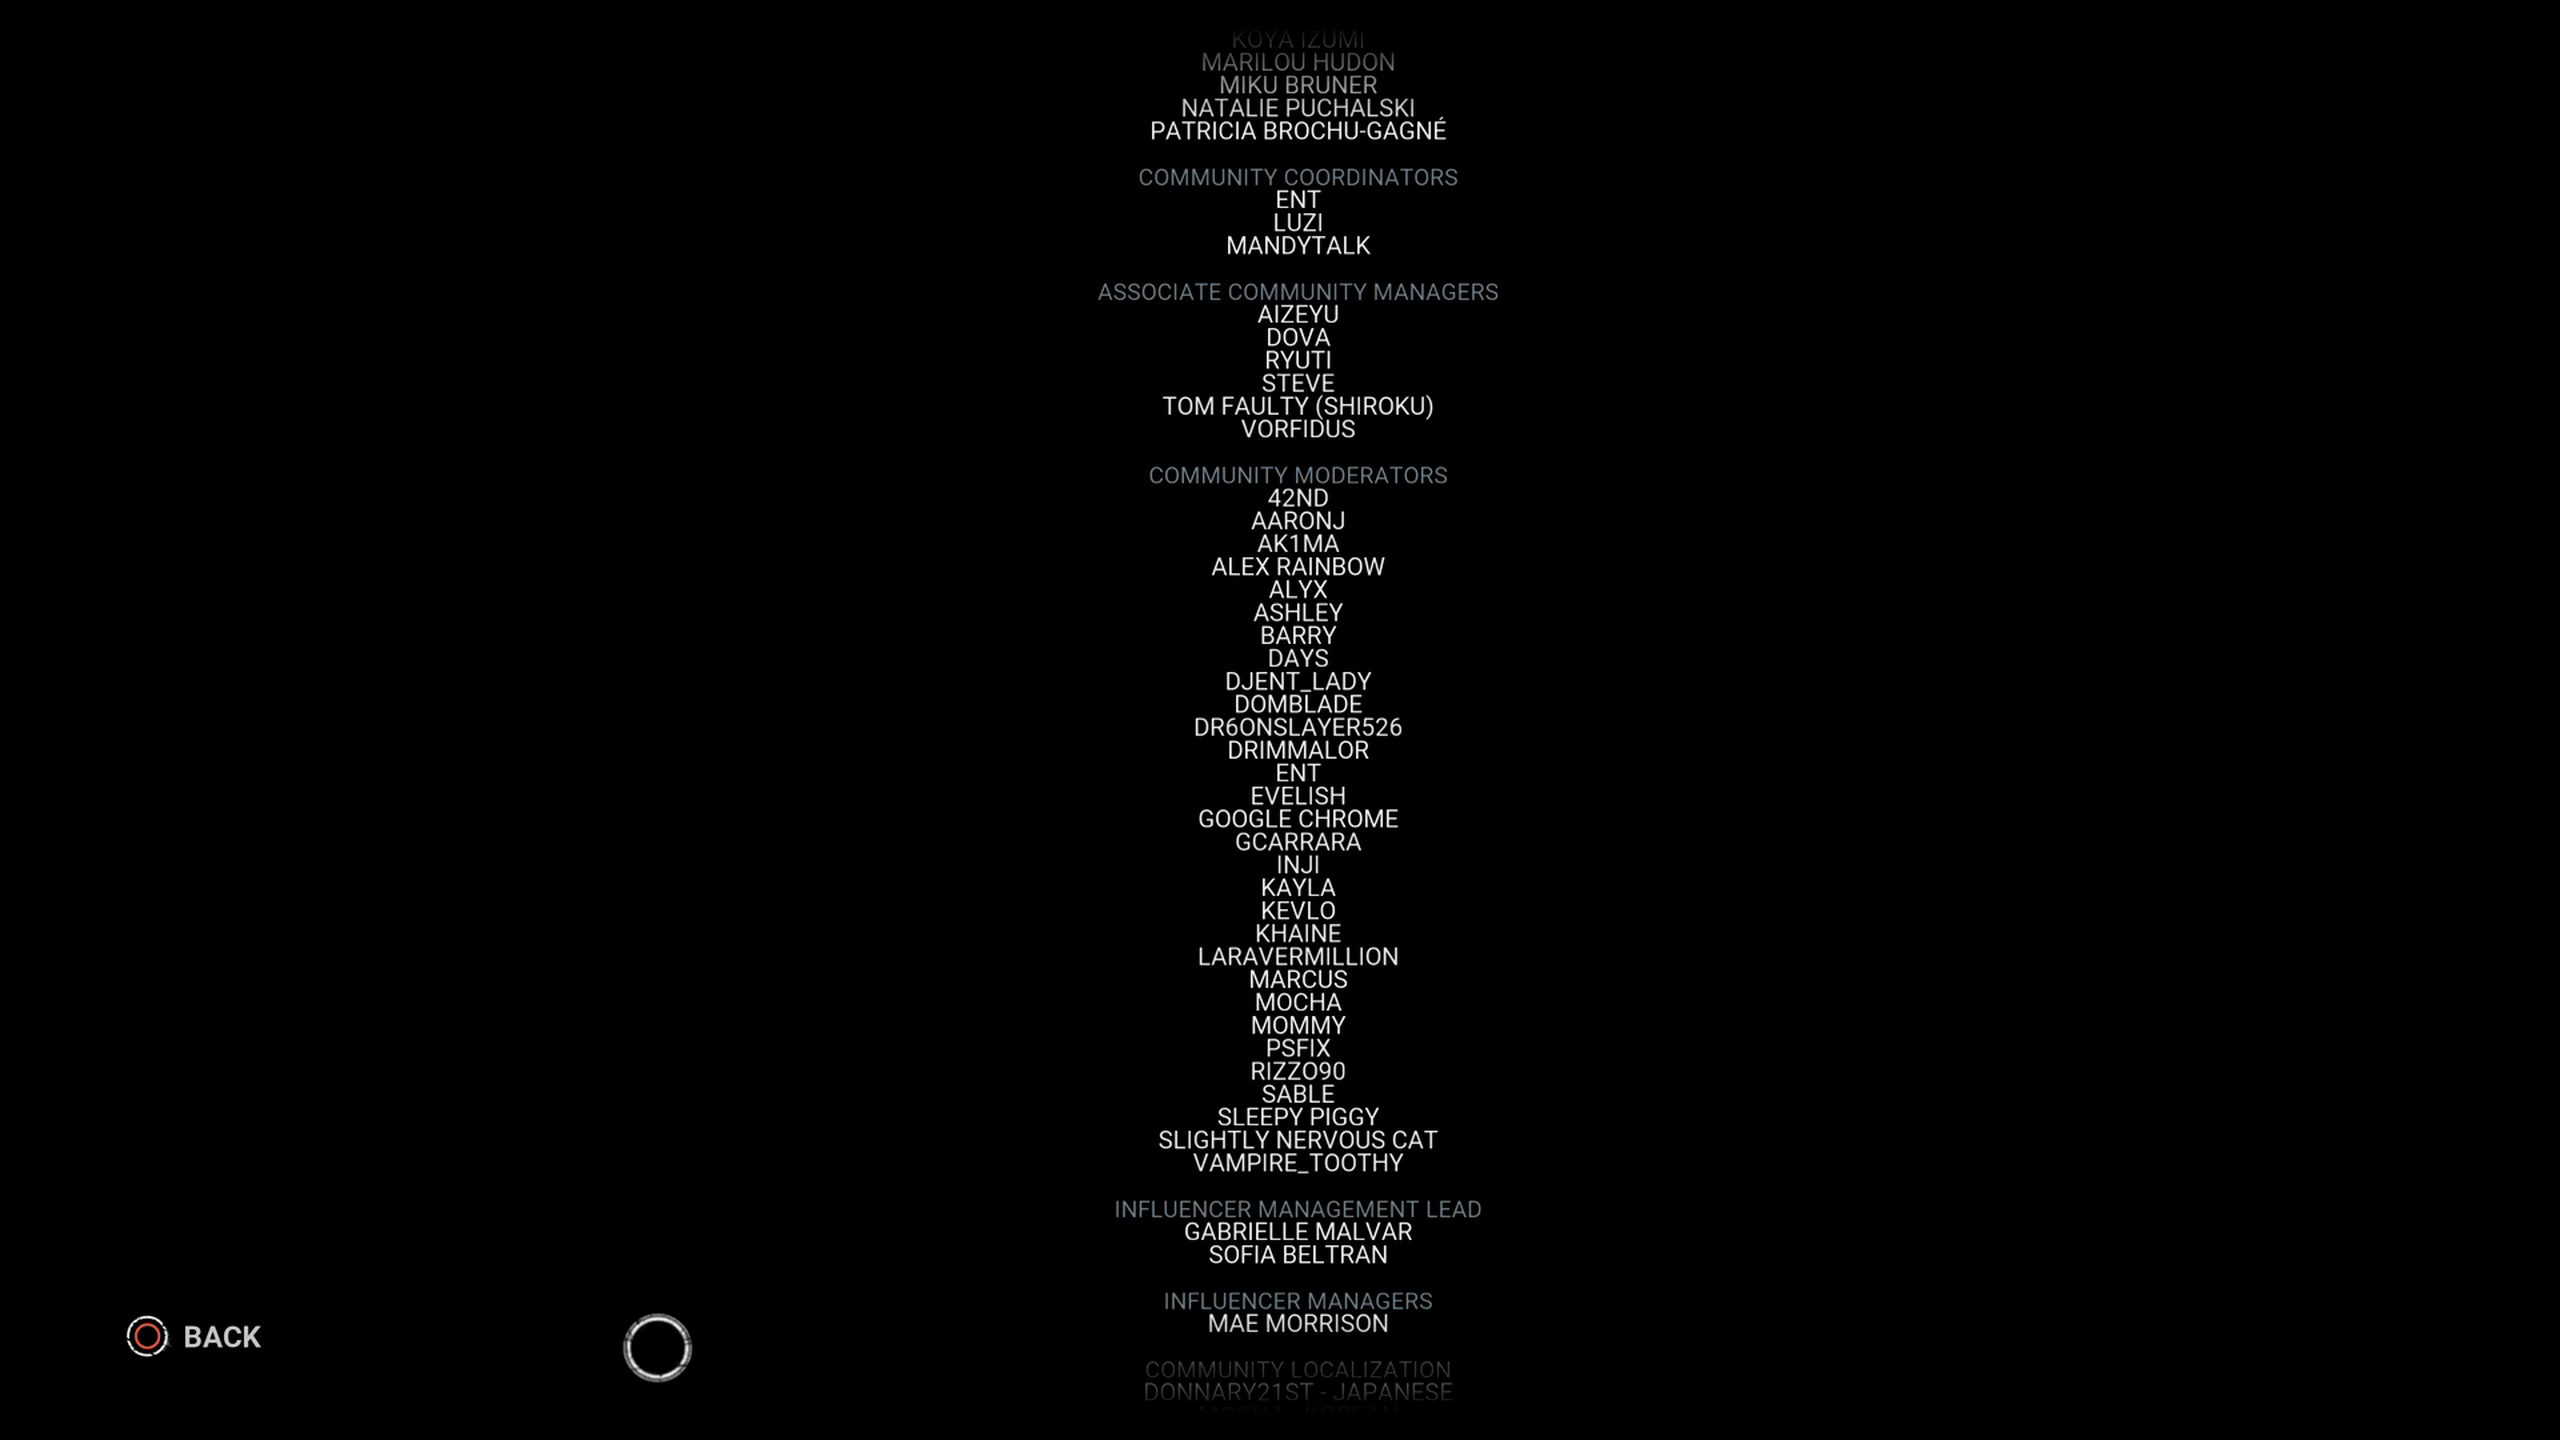 KOYA IZUMI
MARILOU HUDON
MIKU BRUNER
NATALIE PUCHALSKI
PATRICIA BROCHU-GAGNÉ
COMMUNITY COORDINATORS
ENT
LUZI
MANDYTALK
ASSOCIATE COMMUNITY MANAGERS
AIZEYU
DOVA
RYUTI
STEVE
TOM FAULTY (SHIROKU)
VORFIDUS
COMMUNITY MODERATORS
42ND
AARONJ
AK1MA
ALEX RAINBOW
ALYX
ASHLEY
BARRY
DAYS
DJENT_LADY
DOMBLADE
DR6ONSLAYER526
DRIMMALOR
ENT
EVELISH
GOOGLE CHROME
GCARRARA
INJI
KAYLA
KEVLO
KHAINE
LARAVERMILLION
MARCUS
MOCHA
MOMMY
PSFIX
RIZZO90
SABLE
SLEEPY PIGGY
SLIGHTLY NERVOUS CAT
VAMPIRE_TOOTHY
INFLUENCER MANAGEMENT LEAD
GABRIELLE MALVAR
SOFIA BELTRAN
INFLUENCER MANAGERS
MAE MORRISON
COMMUNITY LOCALIZATION
DONNARY21ST - JAPANESE
MOCHA - KOREAN
BACK